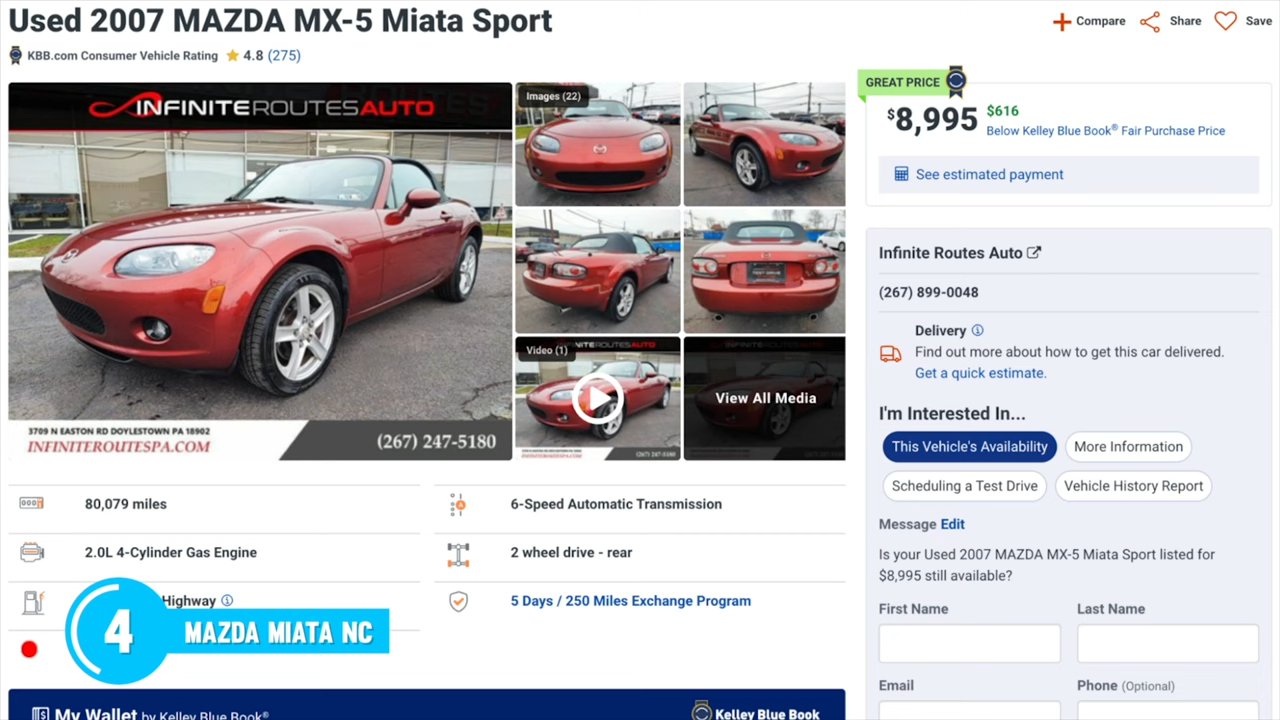 Used 2007 MAZDA MX-5 Miata Sport
Compare
Share
Save
KBB.com Consumer Vehicle Rating 4.8 (275)
INFINITEROUTESAUTO
Images (22)
3709 N EASTON RD DOYLESTOWN PA 18902
INFINITEROUTESPA.COM
(267) 247-5180
Video (1)
View All Media
GREAT PRICE
$8,995
$616
Below Kelley Blue Book® Fair Purchase Price
See estimated payment
Infinite Routes Auto
(267) 899-0048
Delivery
Find out more about how to get this car delivered.
Get a quick estimate.
I'm Interested In...
This Vehicle's Availability
More Information
Scheduling a Test Drive
Vehicle History Report
Message Edit
Is your Used 2007 MAZDA MX-5 Miata Sport listed for
$8,995 still available?
First Name
Last Name
Email
Phone (Optional)
80,079 miles
6-Speed Automatic Transmission
2.0L 4-Cylinder Gas Engine
2 wheel drive - rear
Highway
5 Days / 250 Miles Exchange Program
4
MAZDA MIATA NC
My Wallet by Kelley Blue Book®
Kelley Blue Book